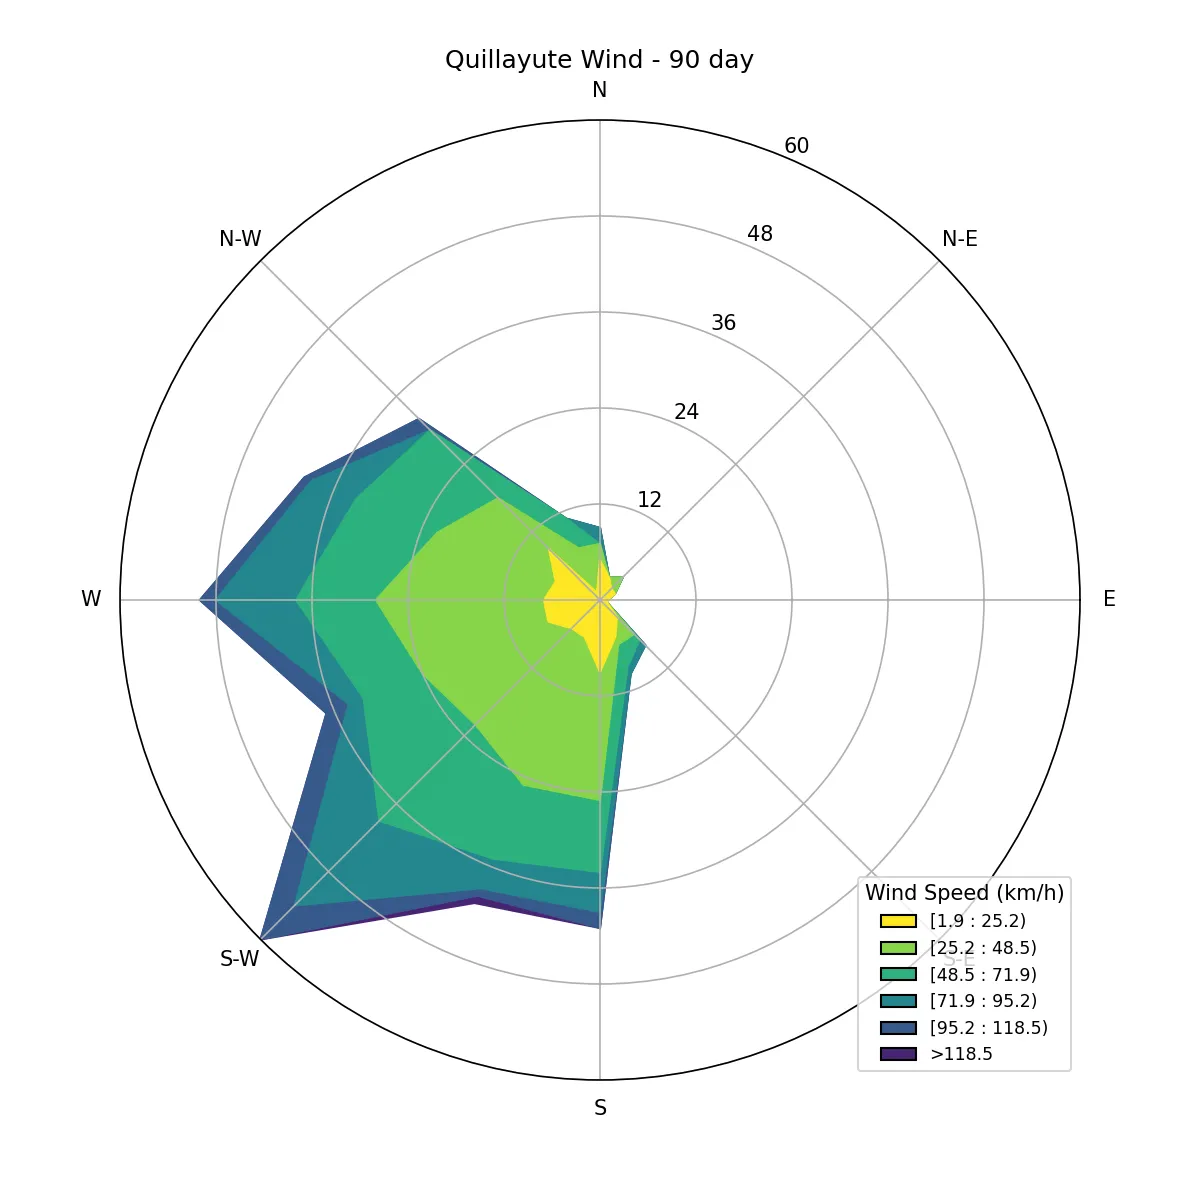 Quillayute Wind - 90 day
N
60
N-W
N-E
48
36
24
12
W
E
S-W
S-E
S
Wind Speed (km/h)
[1.9 : 25.2)
[25.2 : 48.5)
[48.5 : 71.9)
[71.9 : 95.2)
[95.2 : 118.5)
>118.5